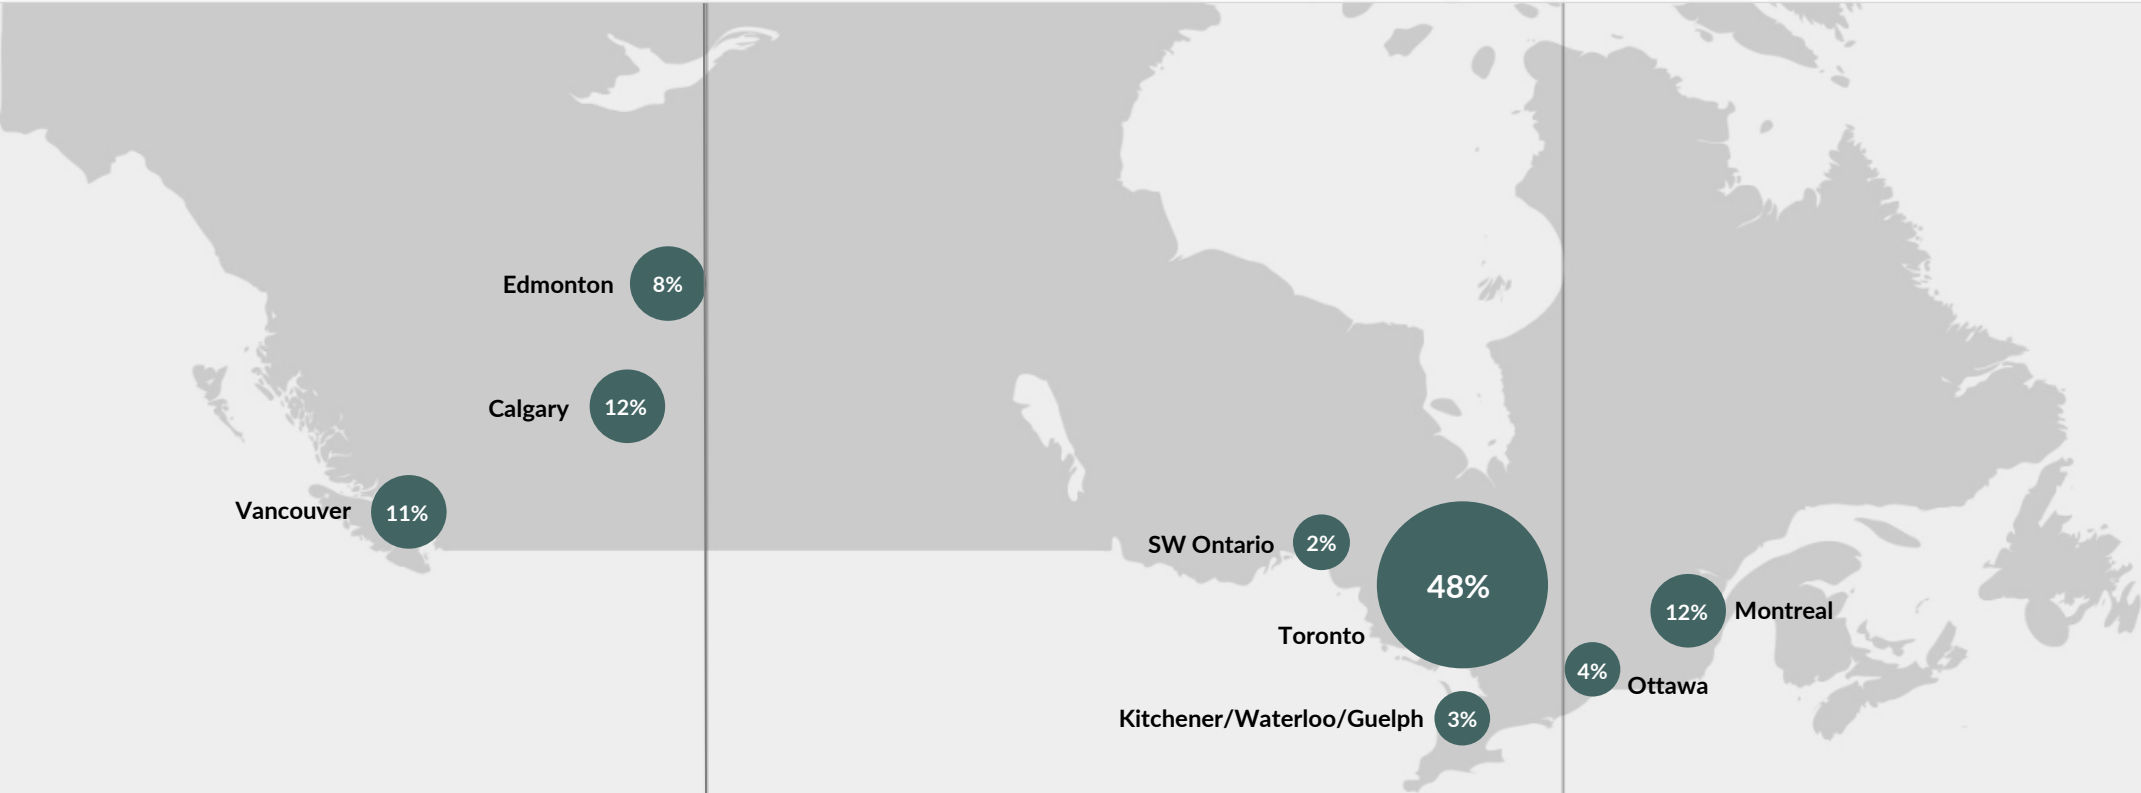 Edmonton 8%
Calgary 12%
Vancouver 11%
SW Ontario 2%
48%
Toronto
12% Montreal
4% Ottawa
Kitchener/Waterloo/Guelph 3%